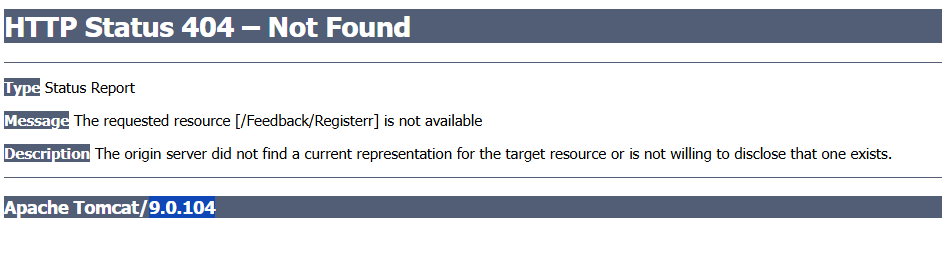 HTTP Status 404 – Not Found
Type Status Report
Message The requested resource [/Feedback/Registerr] is not available
Description The origin server did not find a current representation for the target resource or is not willing to disclose that one exists.
Apache Tomcat/9.0.104